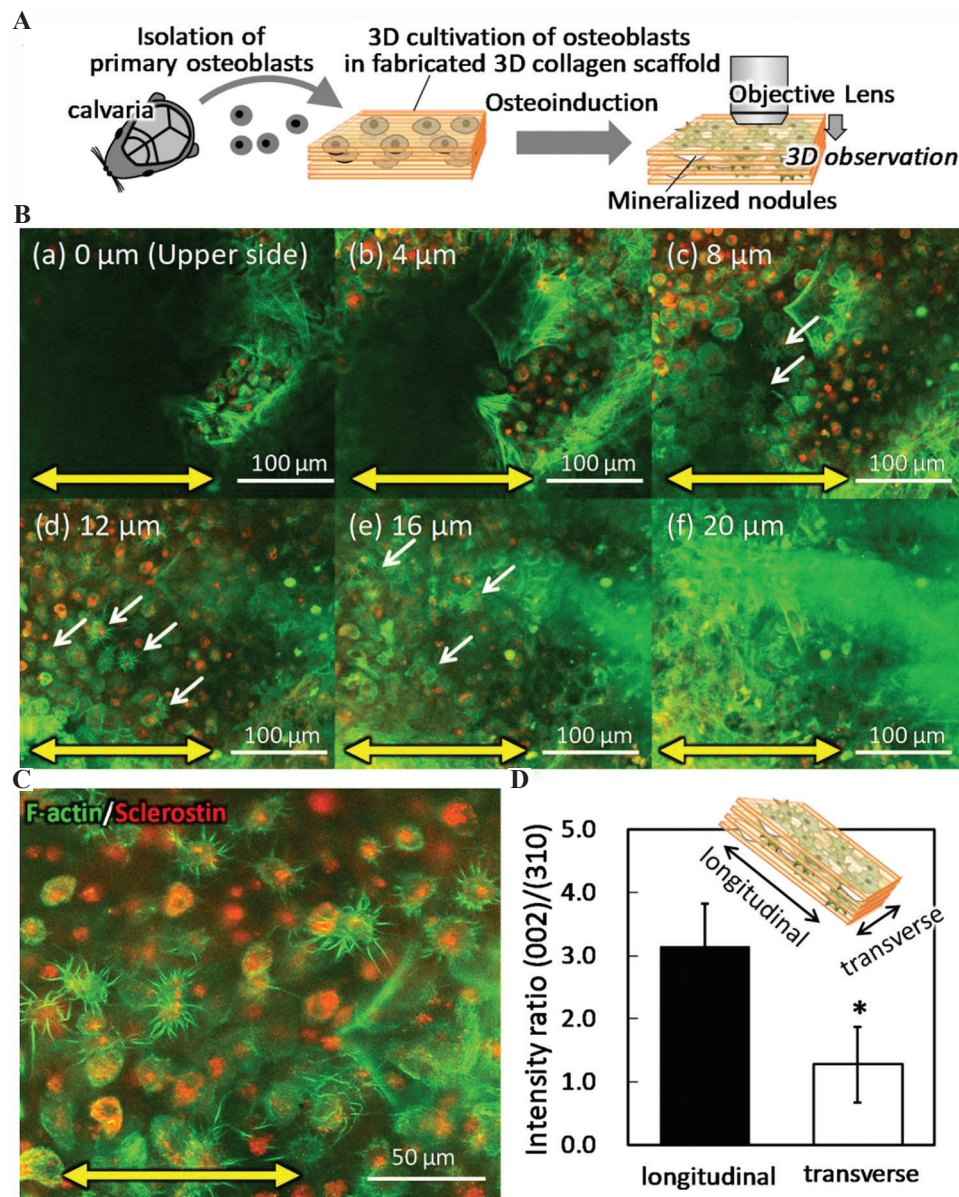 A
Isolation of
primary osteoblasts
calvaria
3D cultivation of osteoblasts
in fabricated 3D collagen scaffold
Osteoinduction
Objective Lens
3D observation
Mineralized nodules
B
(a) 0 μm (Upper side)
100 μm
(b) 4 μm
100 μm
(c) 8 μm
100 μm
(d) 12 μm
100 μm
(e) 16 μm
100 μm
(f) 20 μm
100 μm
C
F-actin/Sclerostin
50 μm
D
Intensity ratio (002)/(310)
5.0
4.0
3.0
2.0
1.0
0.0
longitudinal
transverse
*
longitudinal
transverse